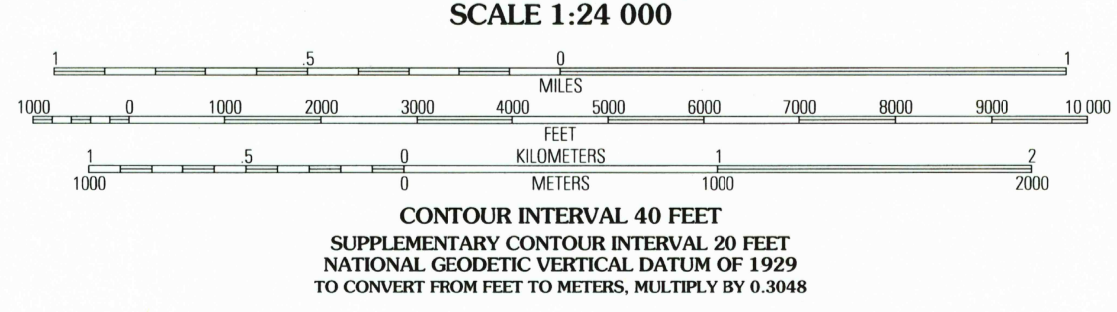 SCALE 1:24 000
1 .5 0 1
MILES
1000 0 1000 2000 3000 4000 5000 6000 7000 8000 9000 10 000
FEET
1 .5 0 KILOMETERS 1 2
1000 0 METERS 1000 2000
CONTOUR INTERVAL 40 FEET
SUPPLEMENTARY CONTOUR INTERVAL 20 FEET
NATIONAL GEODETIC VERTICAL DATUM OF 1929
TO CONVERT FROM FEET TO METERS, MULTIPLY BY 0.3048